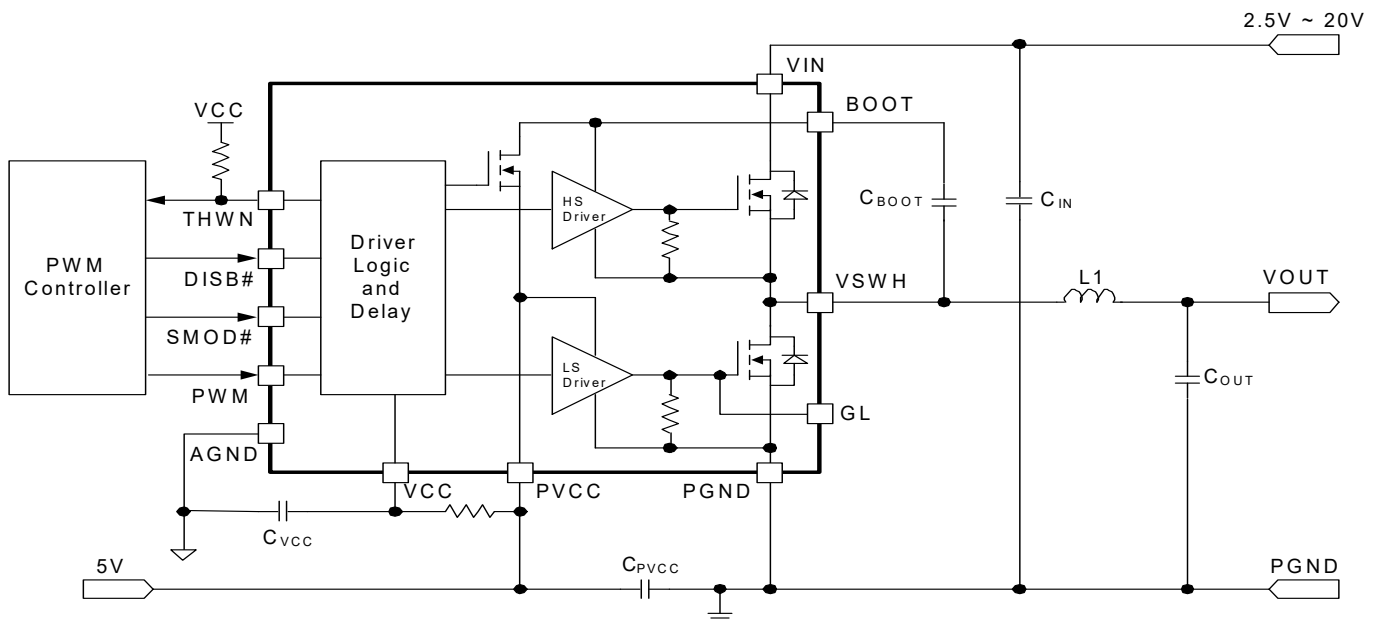 2.5V ~ 20V
VIN
BOOT
VCC
THWN
DISB#
SMOD#
PWM
AGND
PWM
Controller
Driver
Logic
and
Delay
HS
Driver
LS
Driver
CBOOT
CIN
VSWH
L1
VOUT
COUT
GL
VCC
PVCC
PGND
CVCC
5V
CPVCC
PGND